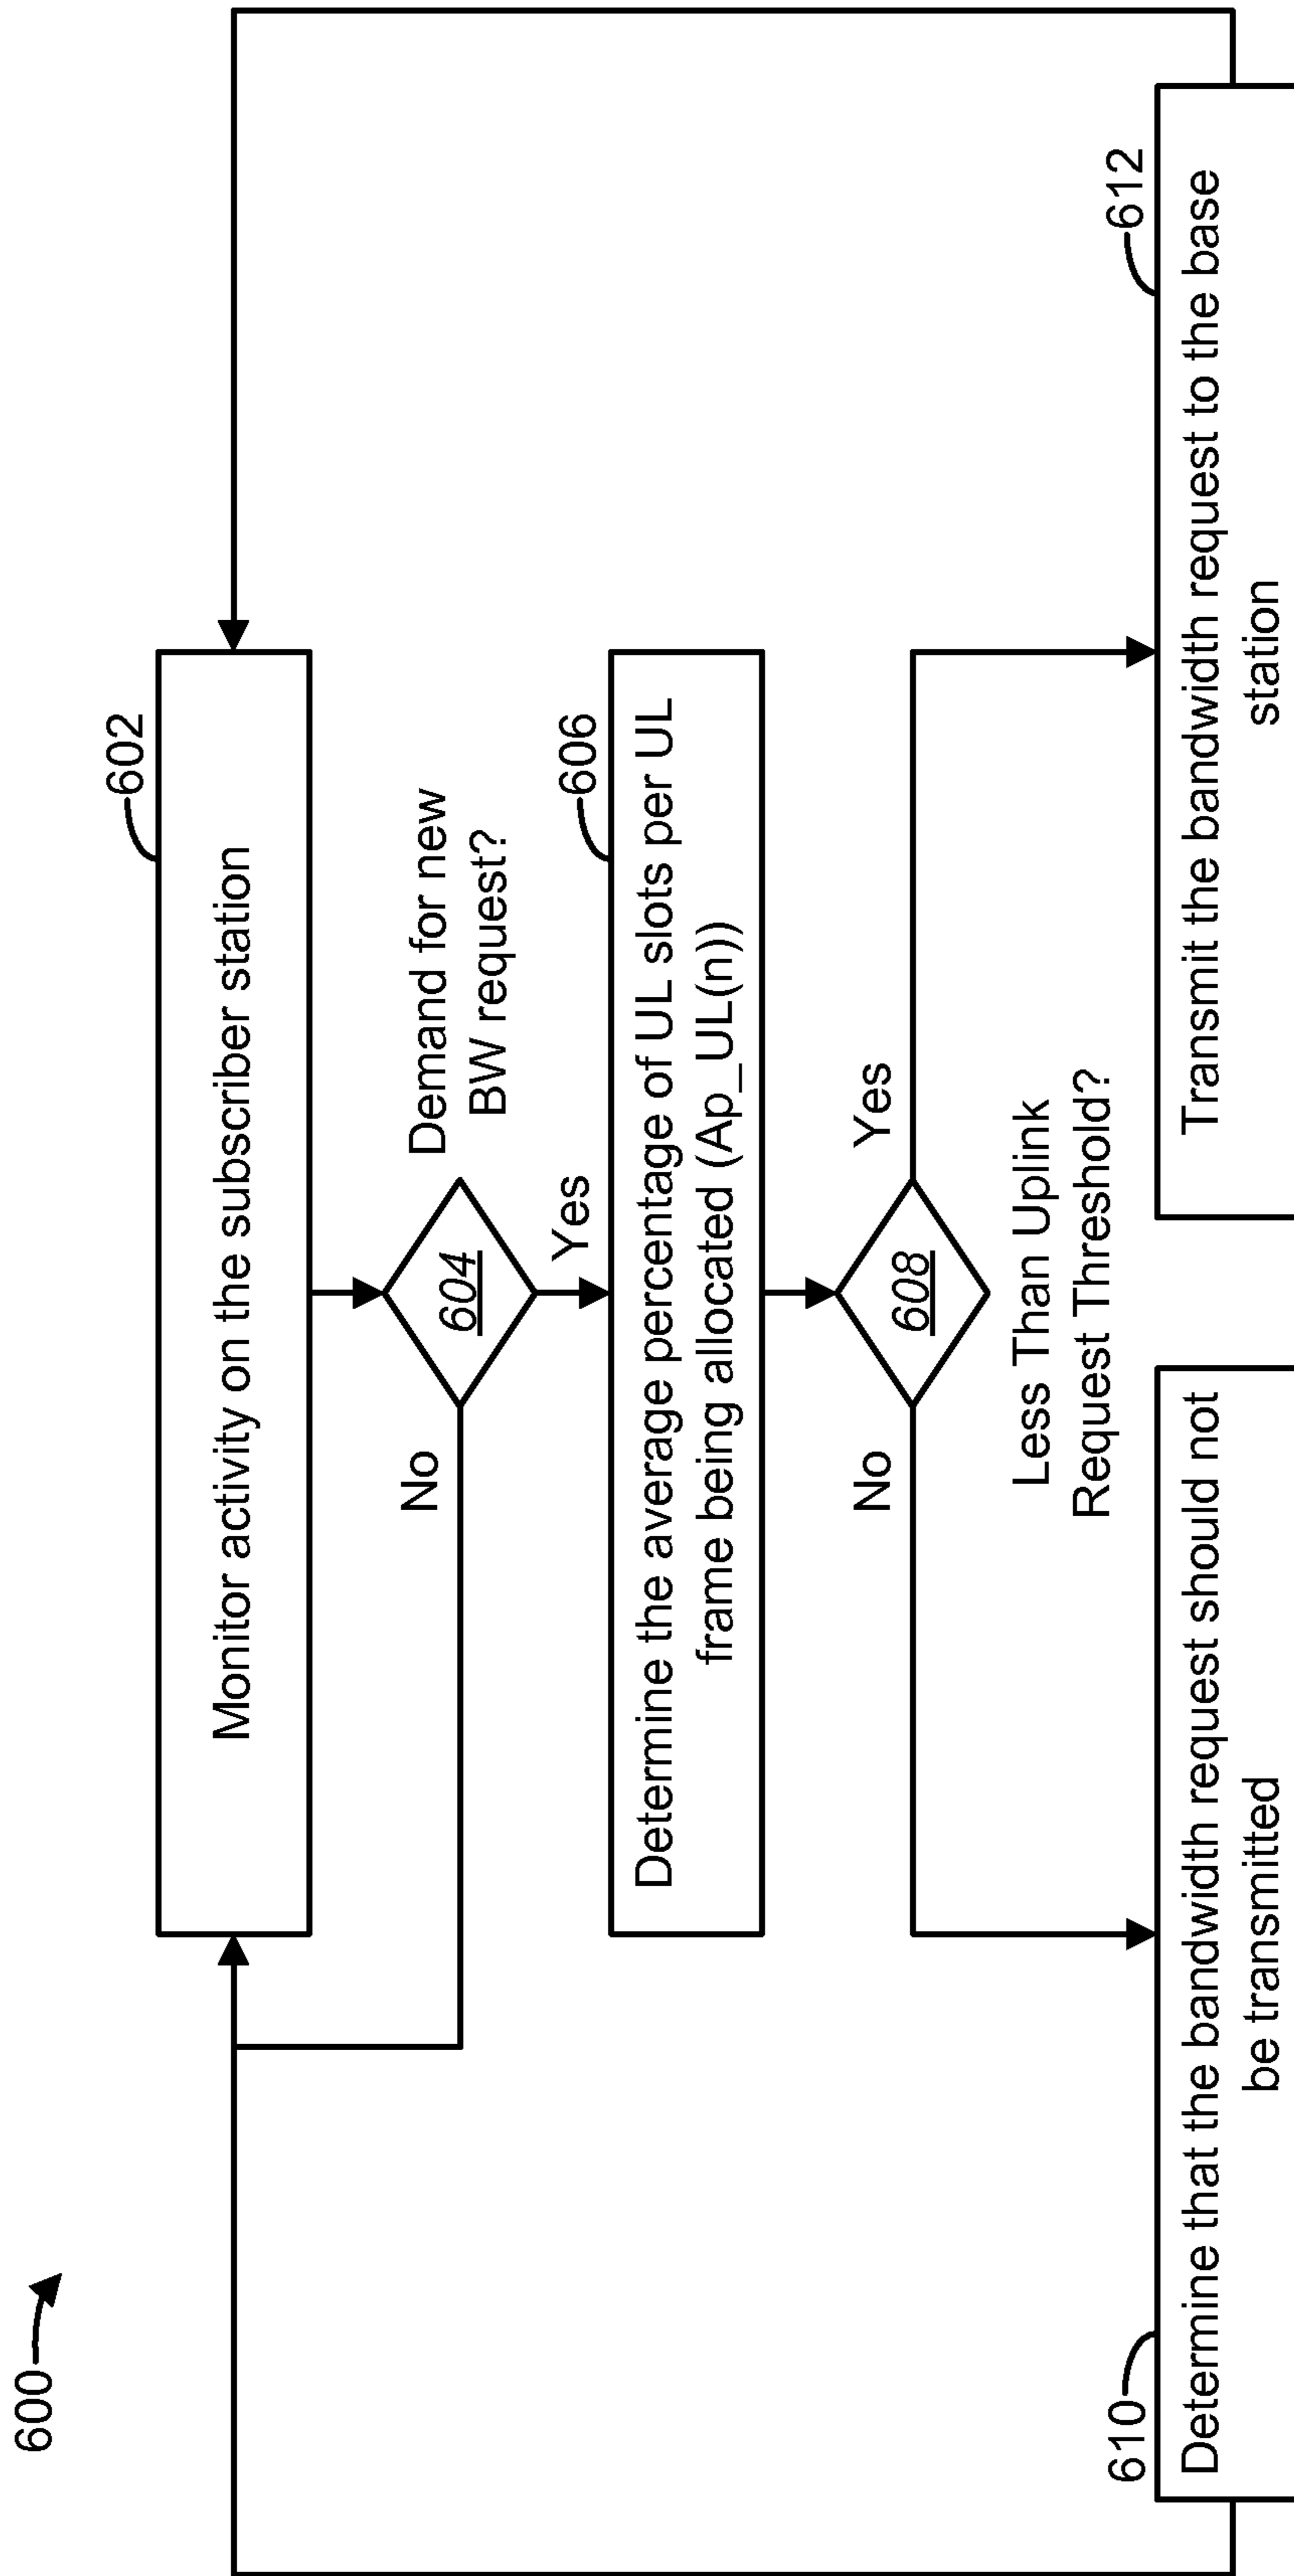 600
602
Monitor activity on the subscriber station
Demand for new
BW request?
604
No
Yes
606
Determine the average percentage of UL slots per UL
frame being allocated (Ap_UL(n))
608
No
Yes
Less Than Uplink
Request Threshold?
610
Determine that the bandwidth request should not
be transmitted
612
Transmit the bandwidth request to the base
station